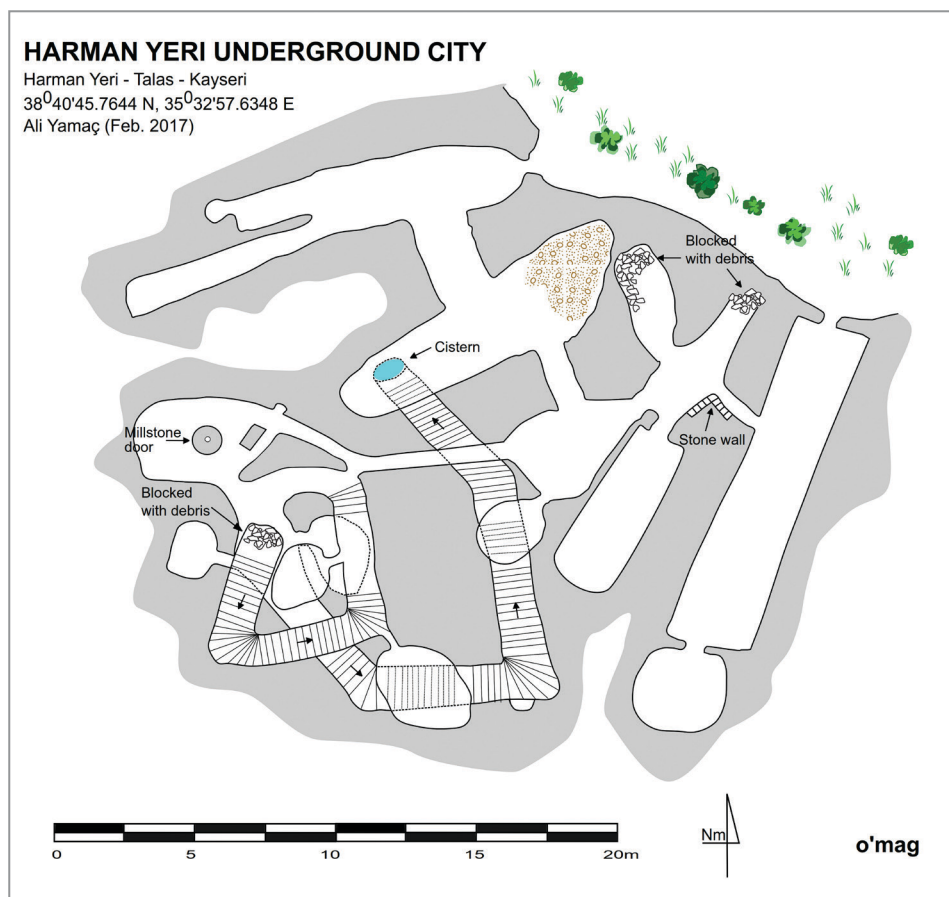 HARMAN YERI UNDERGROUND CITY
Harman Yeri - Talas - Kayseri
38⁰40'45.7644 N, 35⁰32'57.6348 E
Ali Yamaç (Feb. 2017)
Blocked
with debris
Cistern
Millstone
door
Stone wall
Blocked
with debris
Nm
0 5 10 15 20m
o'mag